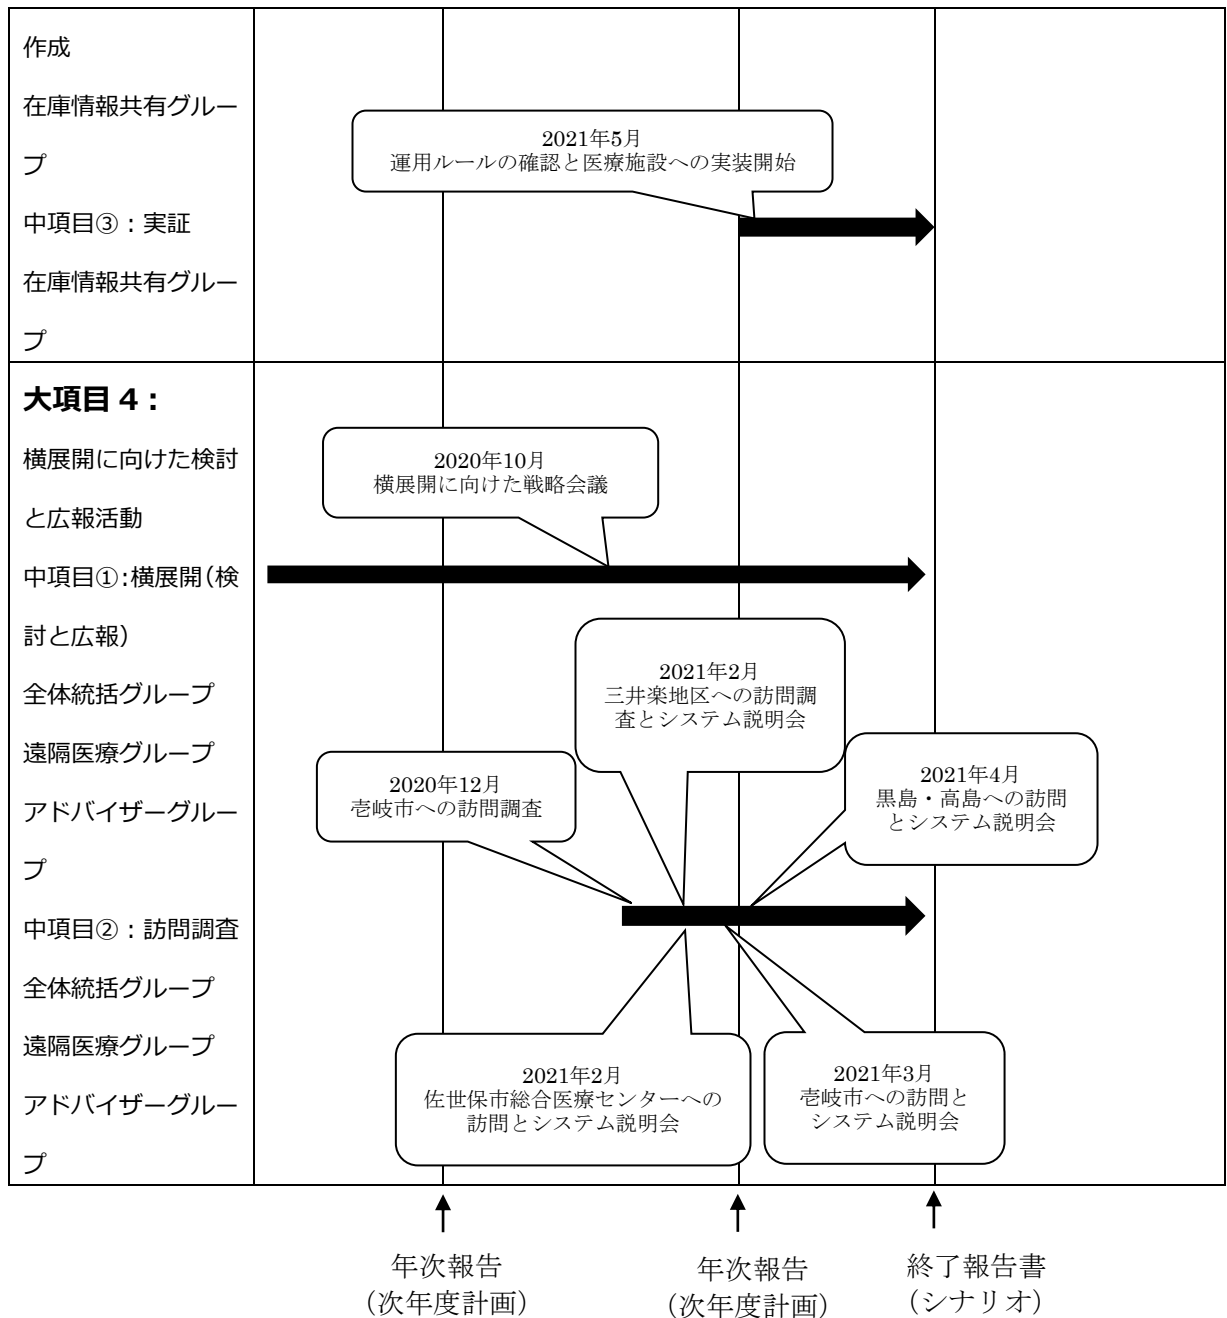 作成
在庫情報共有グルー
プ
中項目③：実証
在庫情報共有グルー
プ
2021年5月
運用ルールの確認と医療施設への実装開始
大項目4：
横展開に向けた検討
と広報活動
中項目①:横展開（検
討と広報）
全体統括グループ
遠隔医療グループ
アドバイザーグルー
プ
中項目②：訪問調査
全体統括グループ
遠隔医療グループ
アドバイザーグルー
プ
2020年10月
横展開に向けた戦略会議
2021年2月
三井楽地区への訪問調
査とシステム説明会
2020年12月
壱岐市への訪問調査
2021年4月
黒島・高島への訪問
とシステム説明会
2021年2月
佐世保市総合医療センターへの
訪問とシステム説明会
2021年3月
壱岐市への訪問と
システム説明会
年次報告
（次年度計画）
年次報告
（次年度計画）
終了報告書
（シナリオ）